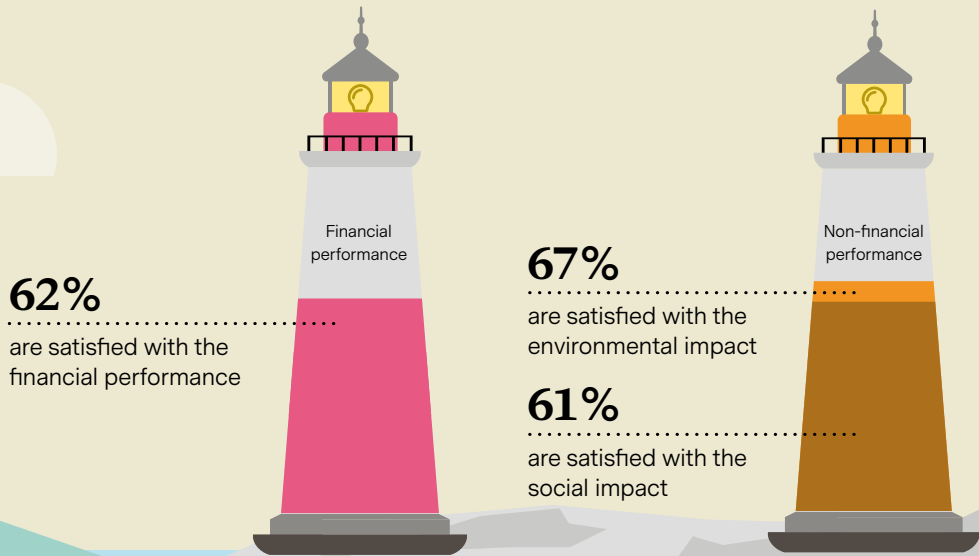 Financial
performance
62%
are satisfied with the
financial performance
Non-financial
performance
67%
are satisfied with the
environmental impact
61%
are satisfied with the
social impact